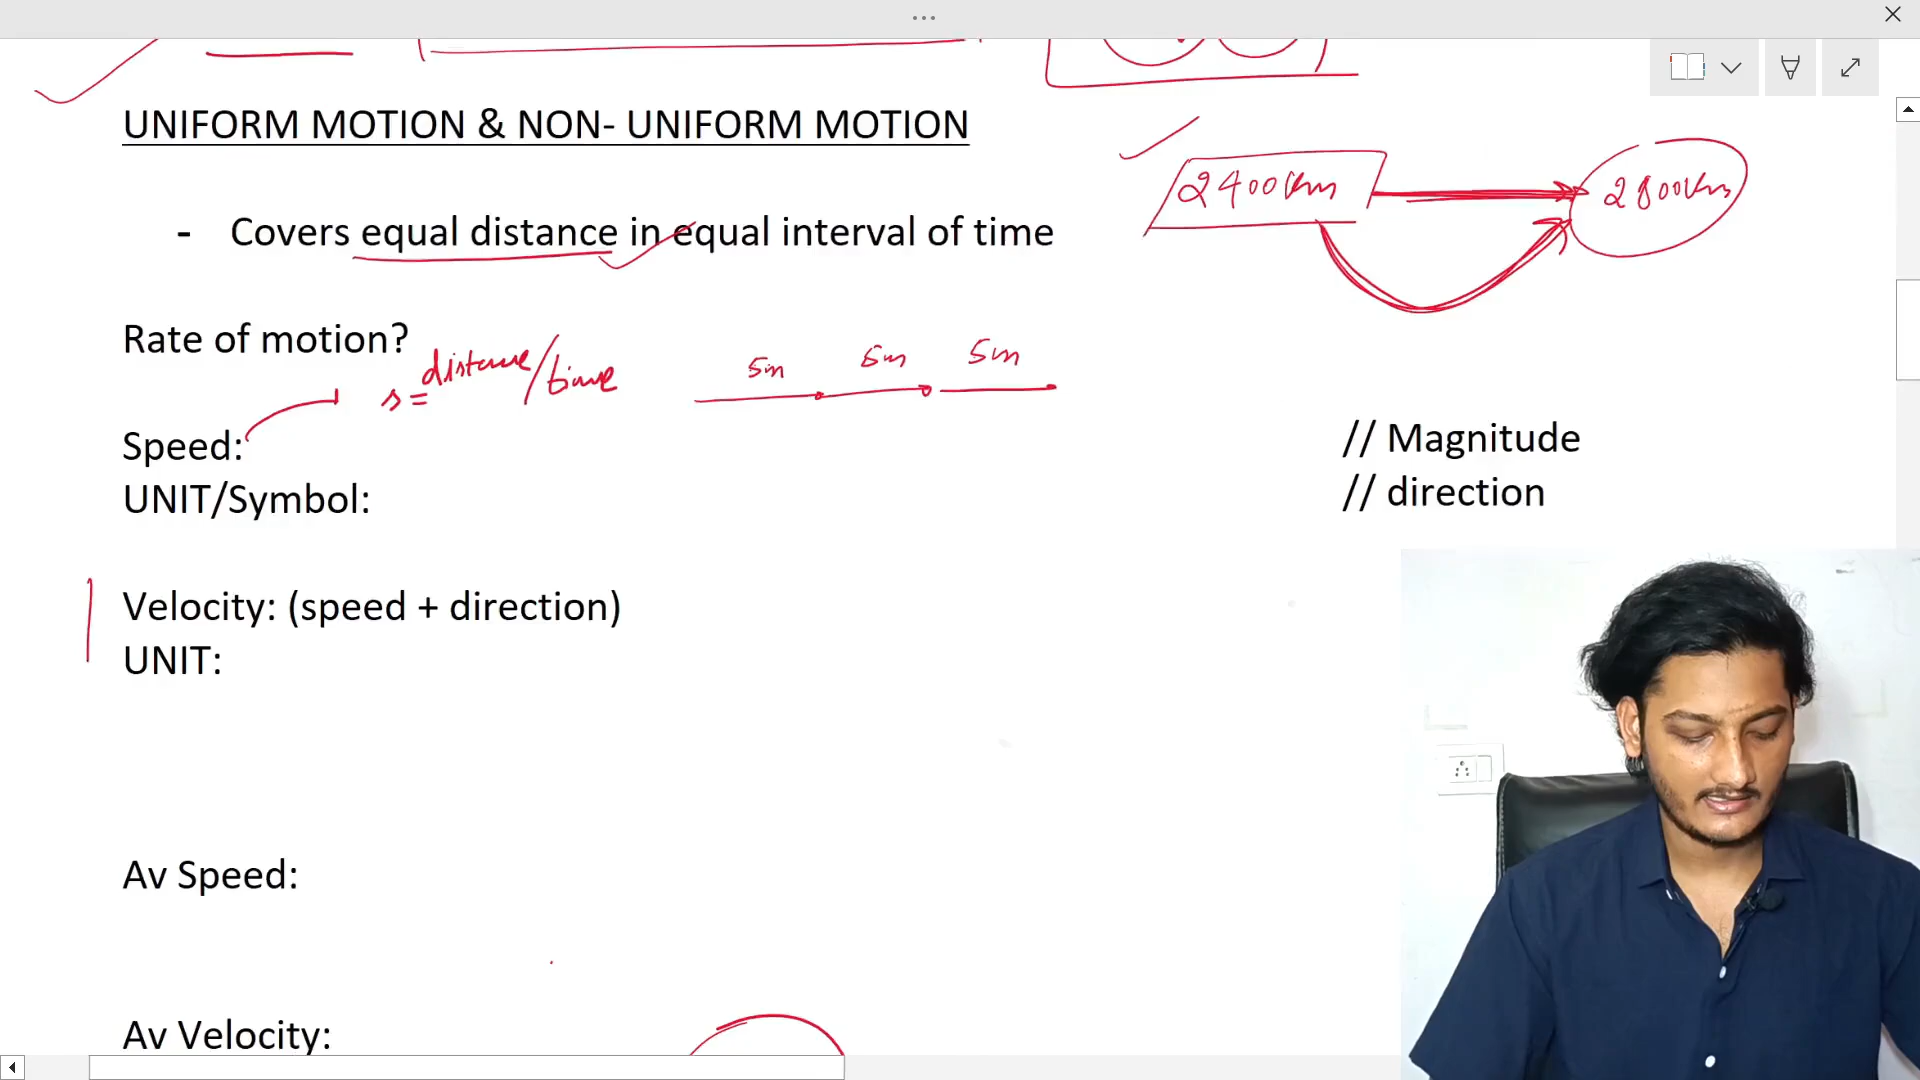 UNIFORM MOTION & NON- UNIFORM MOTION
2400km
2800km
- Covers equal distance in equal interval of time
Rate of motion?
s = distance/time
5m 5m 5m
Speed:
// Magnitude
UNIT/Symbol:
// direction
Velocity: (speed + direction)
UNIT:
Av Speed:
Av Velocity: